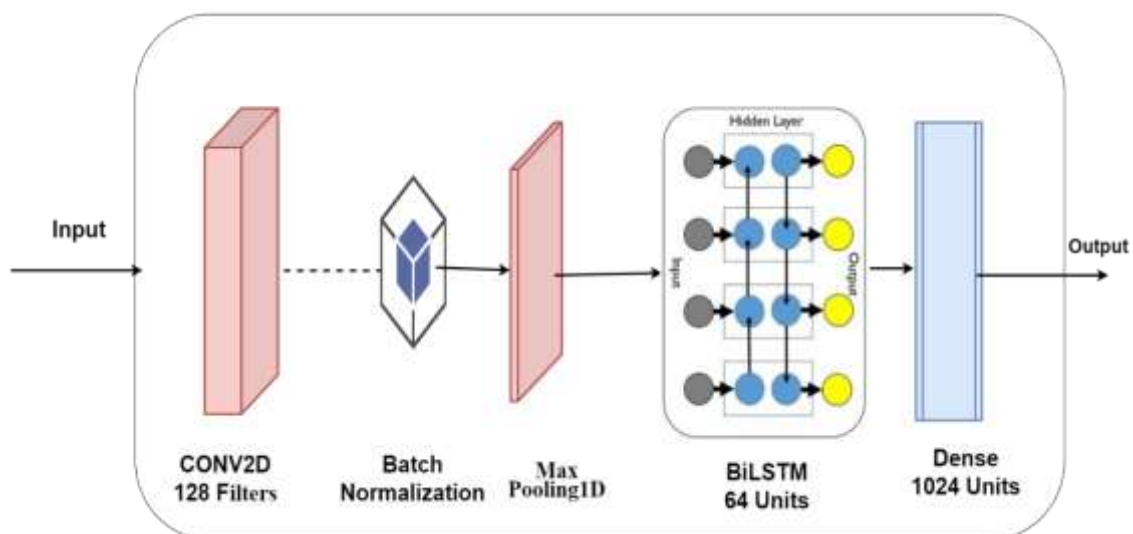 Input
Hidden Layer
Input
Output
Output
CONV2D
128 Filters
Batch
Normalization
Max
Pooling1D
BiLSTM
64 Units
Dense
1024 Units